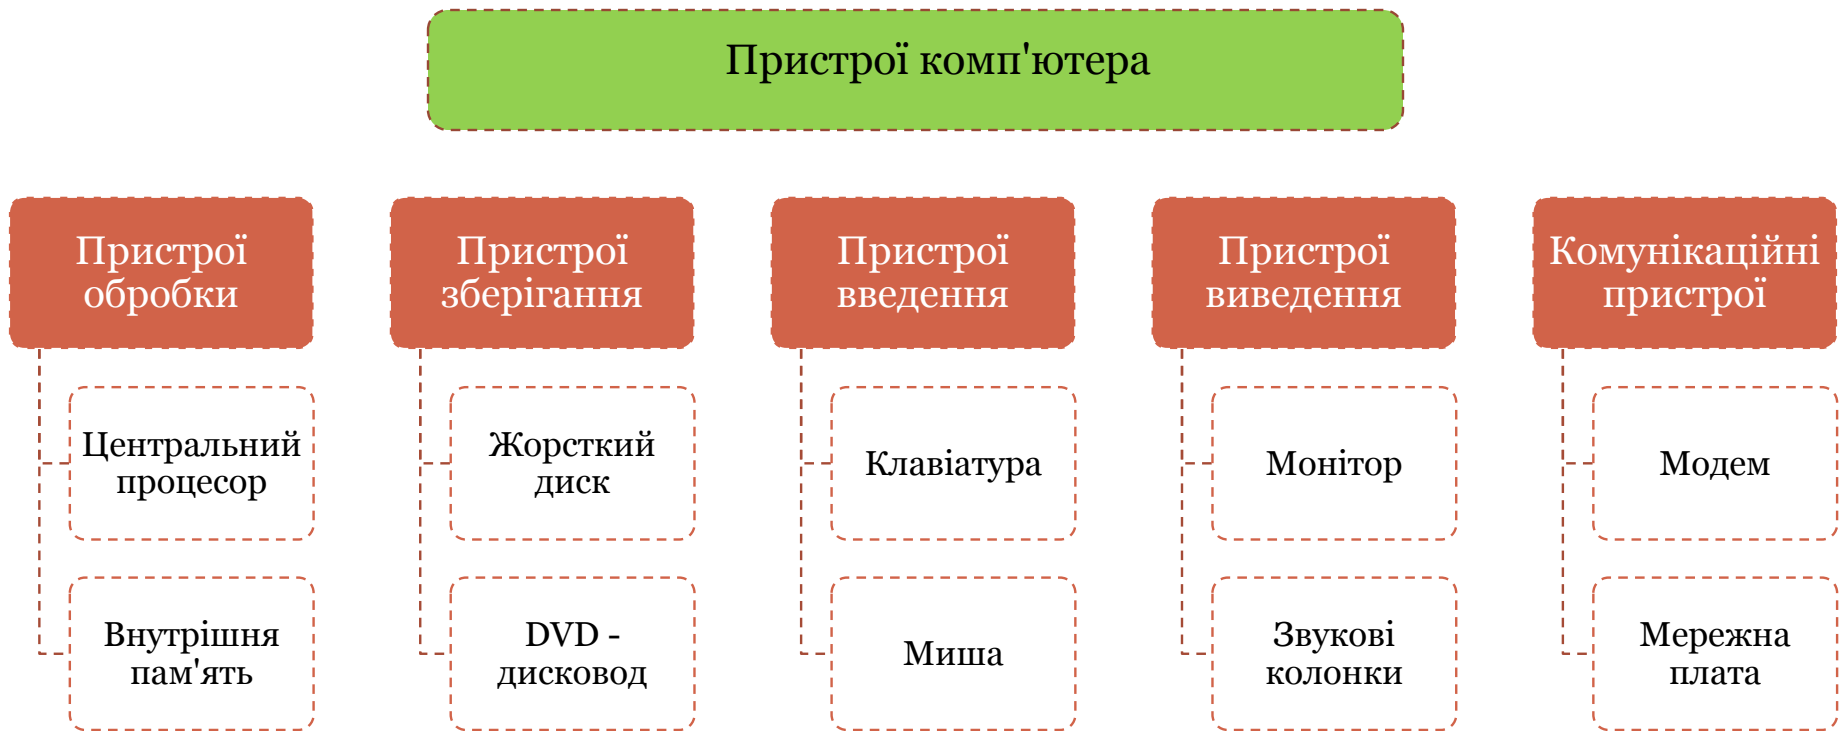 Пристрої комп'ютера
Пристрої
обробки
Центральний
процесор
Внутрішня
пам'ять
Пристрої
зберігання
Жорсткий
диск
DVD -
дисковод
Пристрої
введення
Клавіатура
Миша
Пристрої
виведення
Монітор
Звукові
колонки
Комунікаційні
пристрої
Модем
Мережна
плата